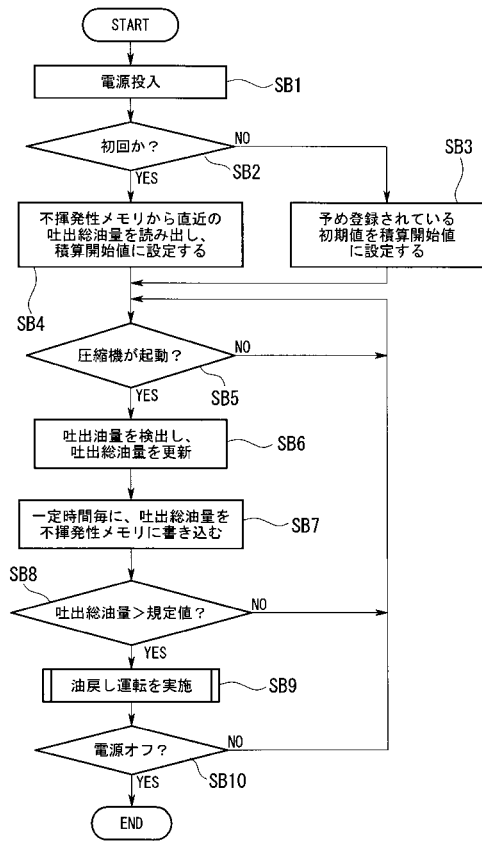 START
電源投入
SB1
初回か？
NO
SB2
YES
SB3
不揮発性メモリから直近の
吐出総油量を読み出し、
積算開始値に設定する
予め登録されている
初期値を積算開始値
に設定する
SB4
圧縮機が起動？
NO
SB5
YES
吐出油量を検出し、
吐出総油量を更新
SB6
一定時間毎に、吐出総油量を
不揮発性メモリに書き込む
SB7
SB8
吐出総油量＞規定値？
NO
YES
油戻し運転を実施
SB9
電源オフ？
NO
SB10
YES
END